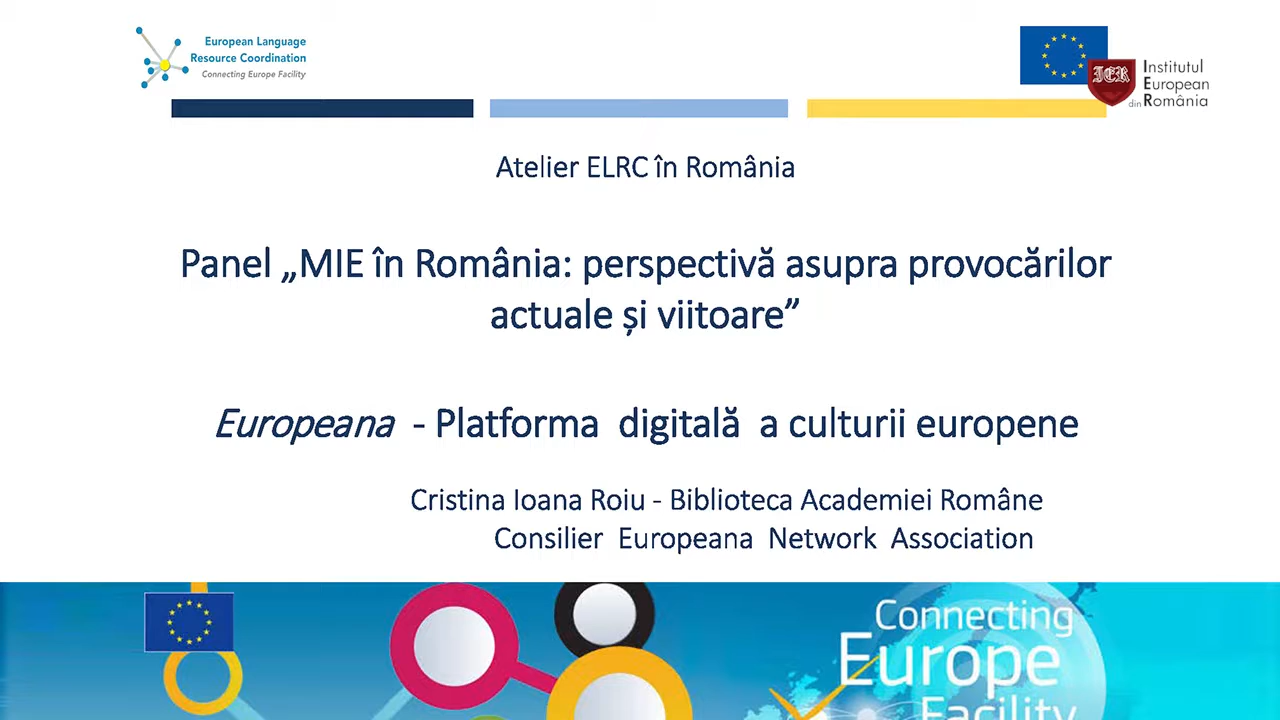 European Language
Resource Coordination
Connecting Europe Facility
IER
Institutul
European
din România
Atelier ELRC în România
Panel „MIE în România: perspectivă asupra provocărilor
actuale și viitoare”
Europeana - Platforma digitală a culturii europene
Cristina Ioana Roiu - Biblioteca Academiei Române
Consilier Europeana Network Association
Connecting
Europe
Facility